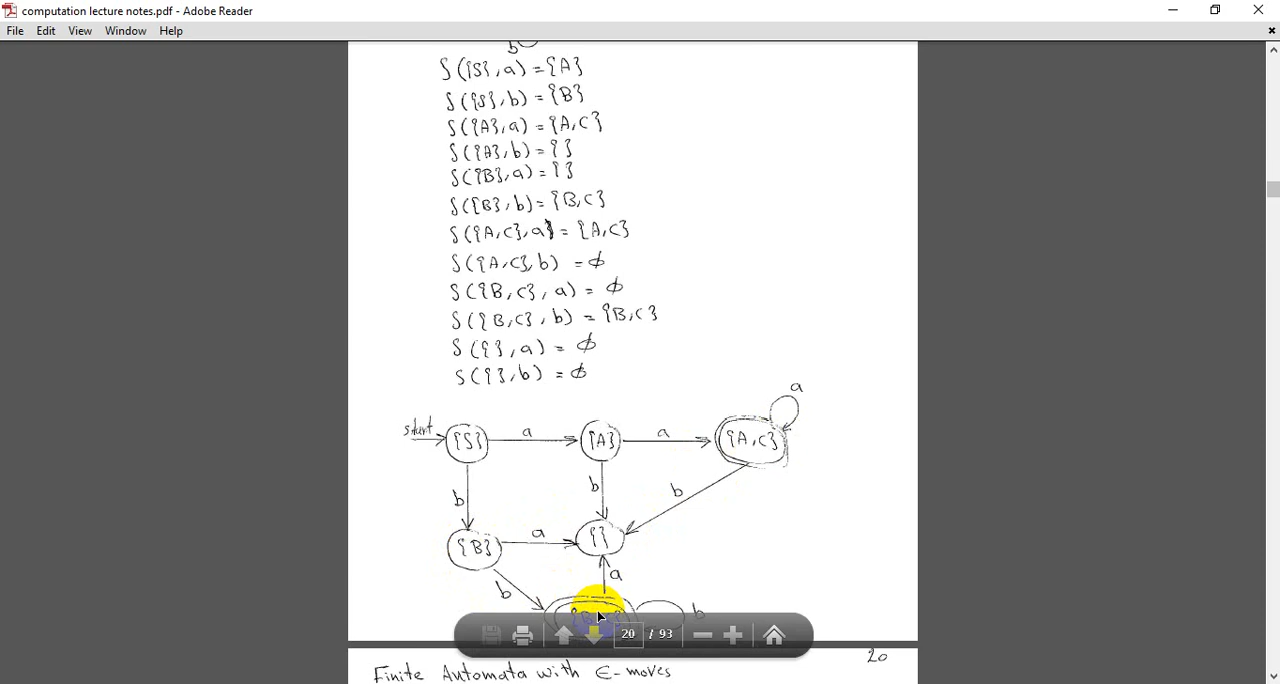 computation lecture notes.pdf - Adobe Reader
File Edit View Window Help
b
δ({S}, a) = {A}
δ({S}, b) = {B}
δ({A}, a) = {A, C}
δ({A}, b) = { }
δ({B}, a) = { }
δ({B}, b) = {B, C}
δ({A, C}, a) = {A, C}
δ({A, C}, b) = ϕ
δ({B, C}, a) = ϕ
δ({B, C}, b) = {B, C}
δ({ }, a) = ϕ
δ({ }, b) = ϕ
a
start {S} a {A} a {A, C}
b b b
{B} a { }
b a
b
20 / 93
20
Finite Automata with ∈- moves